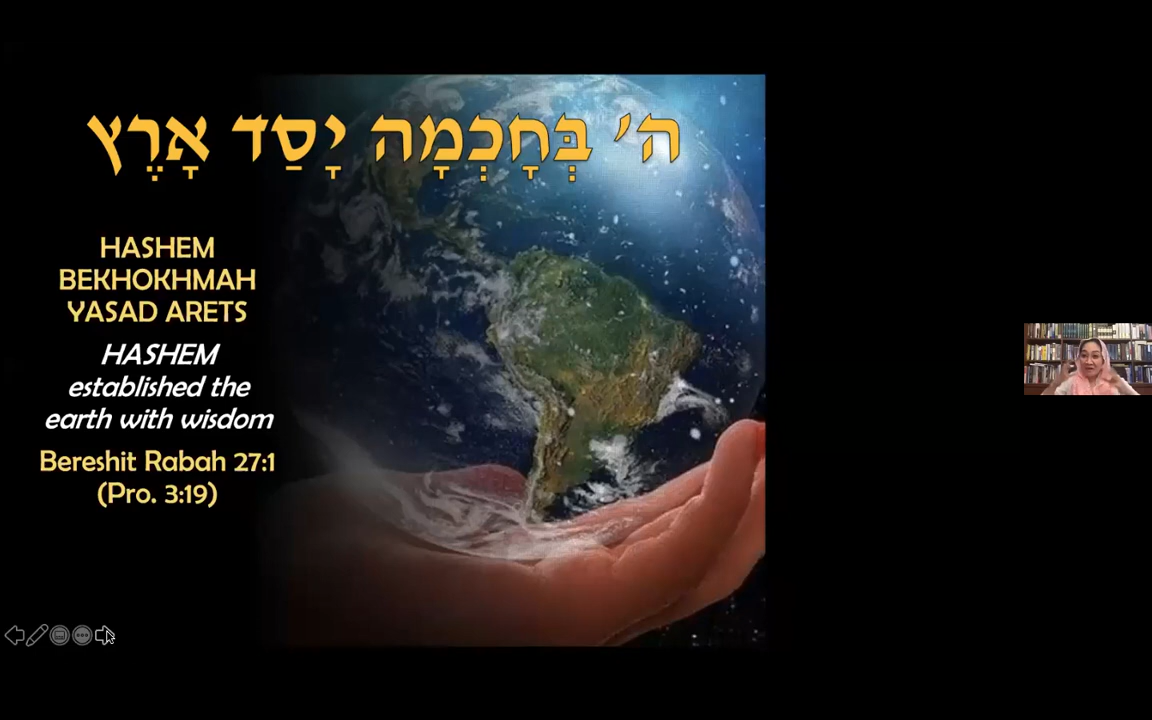 ה׳ בְּחָכְמָה יָסַד אָרֶץ
HASHEM
BEKHOKHMAH
YASAD ARETS
HASHEM
established the
earth with wisdom
Bereshit Rabah 27:1
(Pro. 3:19)